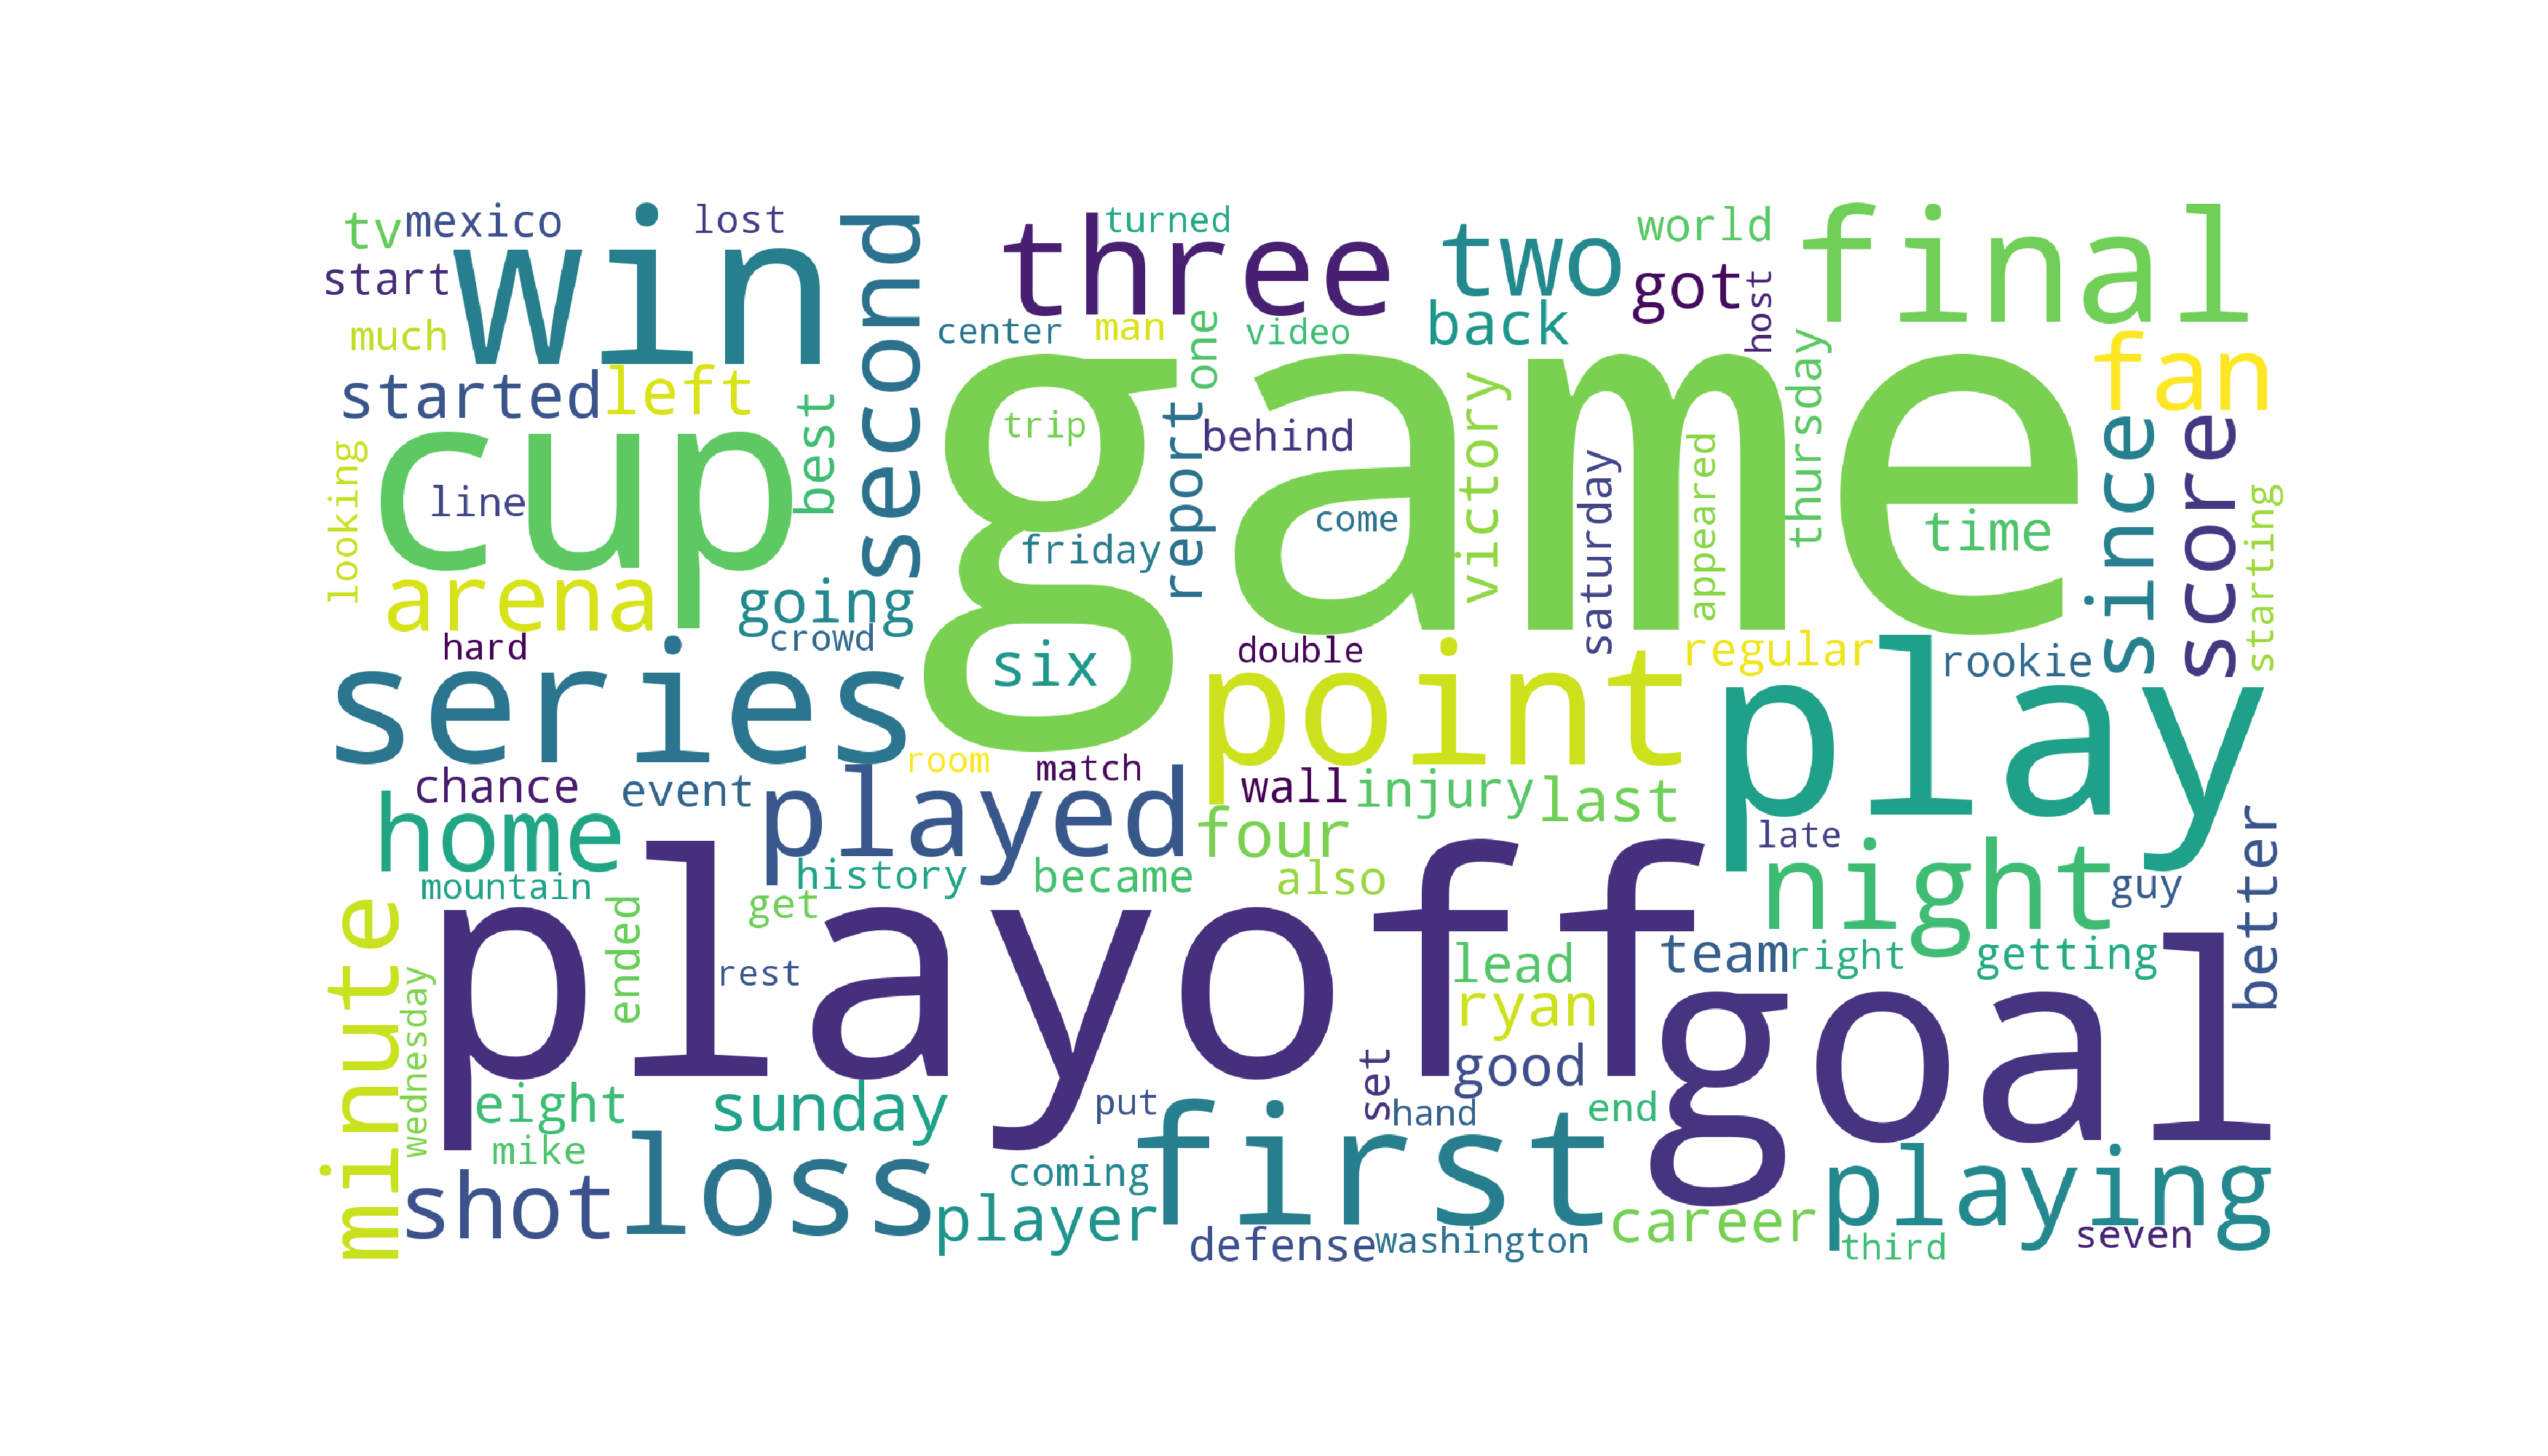 tv
mexico
lost
turned
world
win
second
three
two
final
start
got
host
much
center
man
one
video
back
thursday
fan
started
left
best
game
trip
report
behind
victory
since
score
looking
cup
line
friday
come
saturday
appeared
time
starting
arena
going
crowd
hard
six
double
regular
rookie
series
point
play
room
match
chance
event
played
wall
injury
last
home
four
late
mountain
history
became
also
night
guy
better
get
minute
ended
playoff
lead
team
right
getting
wednesday
rest
ryan
goal
good
eight
sunday
put
set
hand
end
mike
first
shot
loss
coming
playing
player
career
defense
washington
third
seven